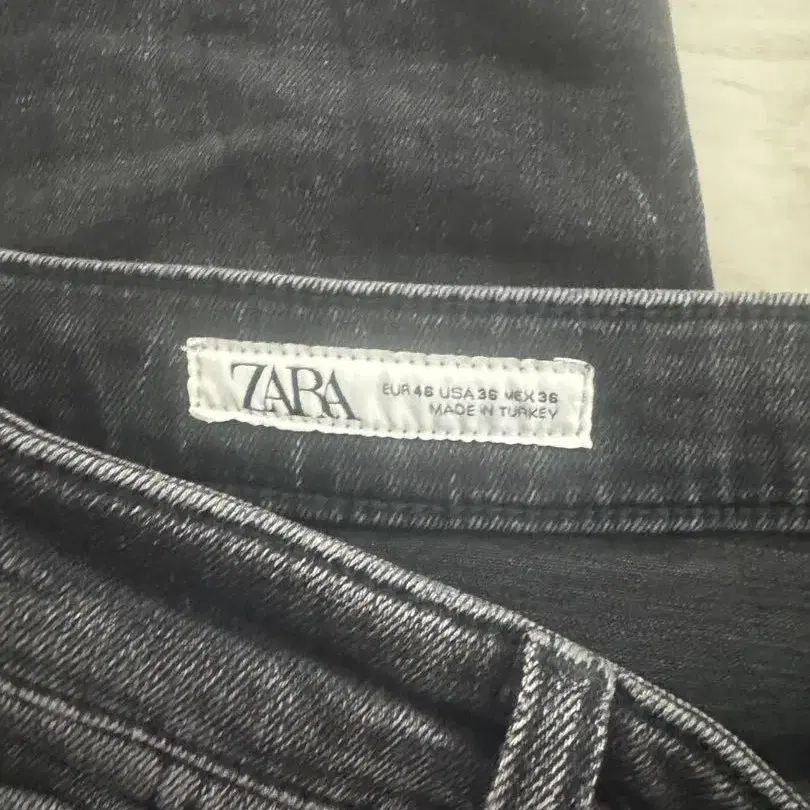 ZARA
EUR 46 USA 36 MEX 36
MADE IN TURKEY